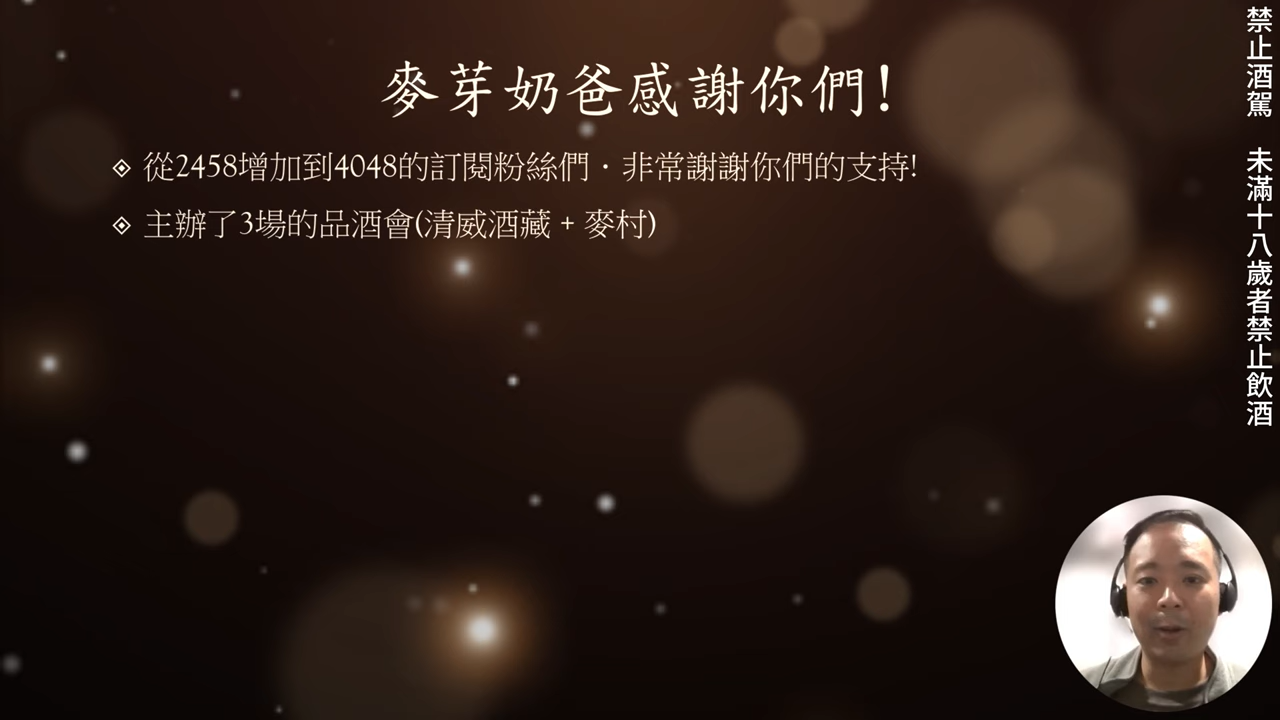 麥芽奶爸感謝你們!
從2458增加到4048的訂閱粉絲們．非常謝謝你們的支持!
主辦了3場的品酒會(清威酒藏 + 麥村)
禁止酒駕 未滿十八歲者禁止飲酒